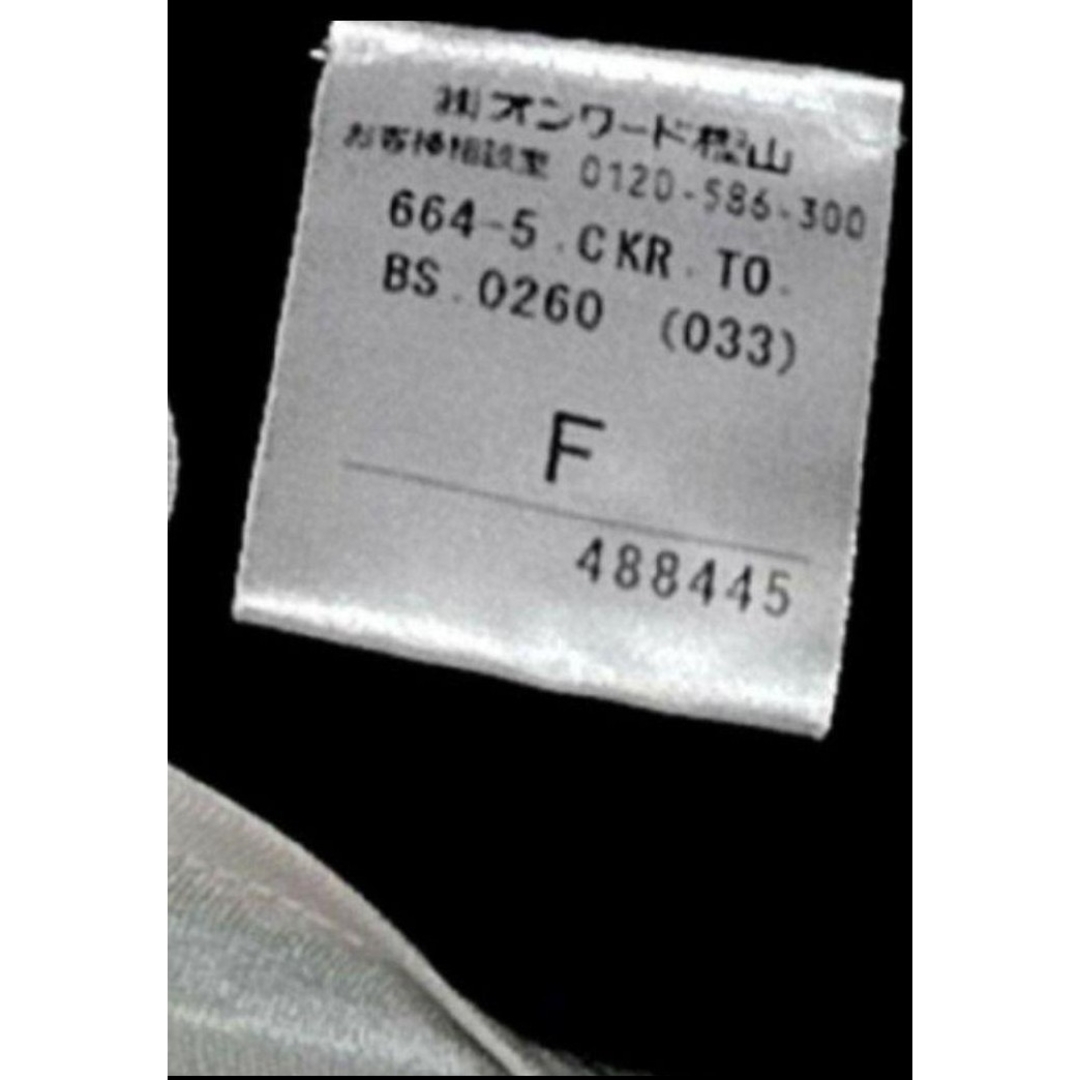 ㈱オンワード樫山
お客様相談室 0120-586-300
664-5.CKR.TO.
BS.0260 (033)
F
488445